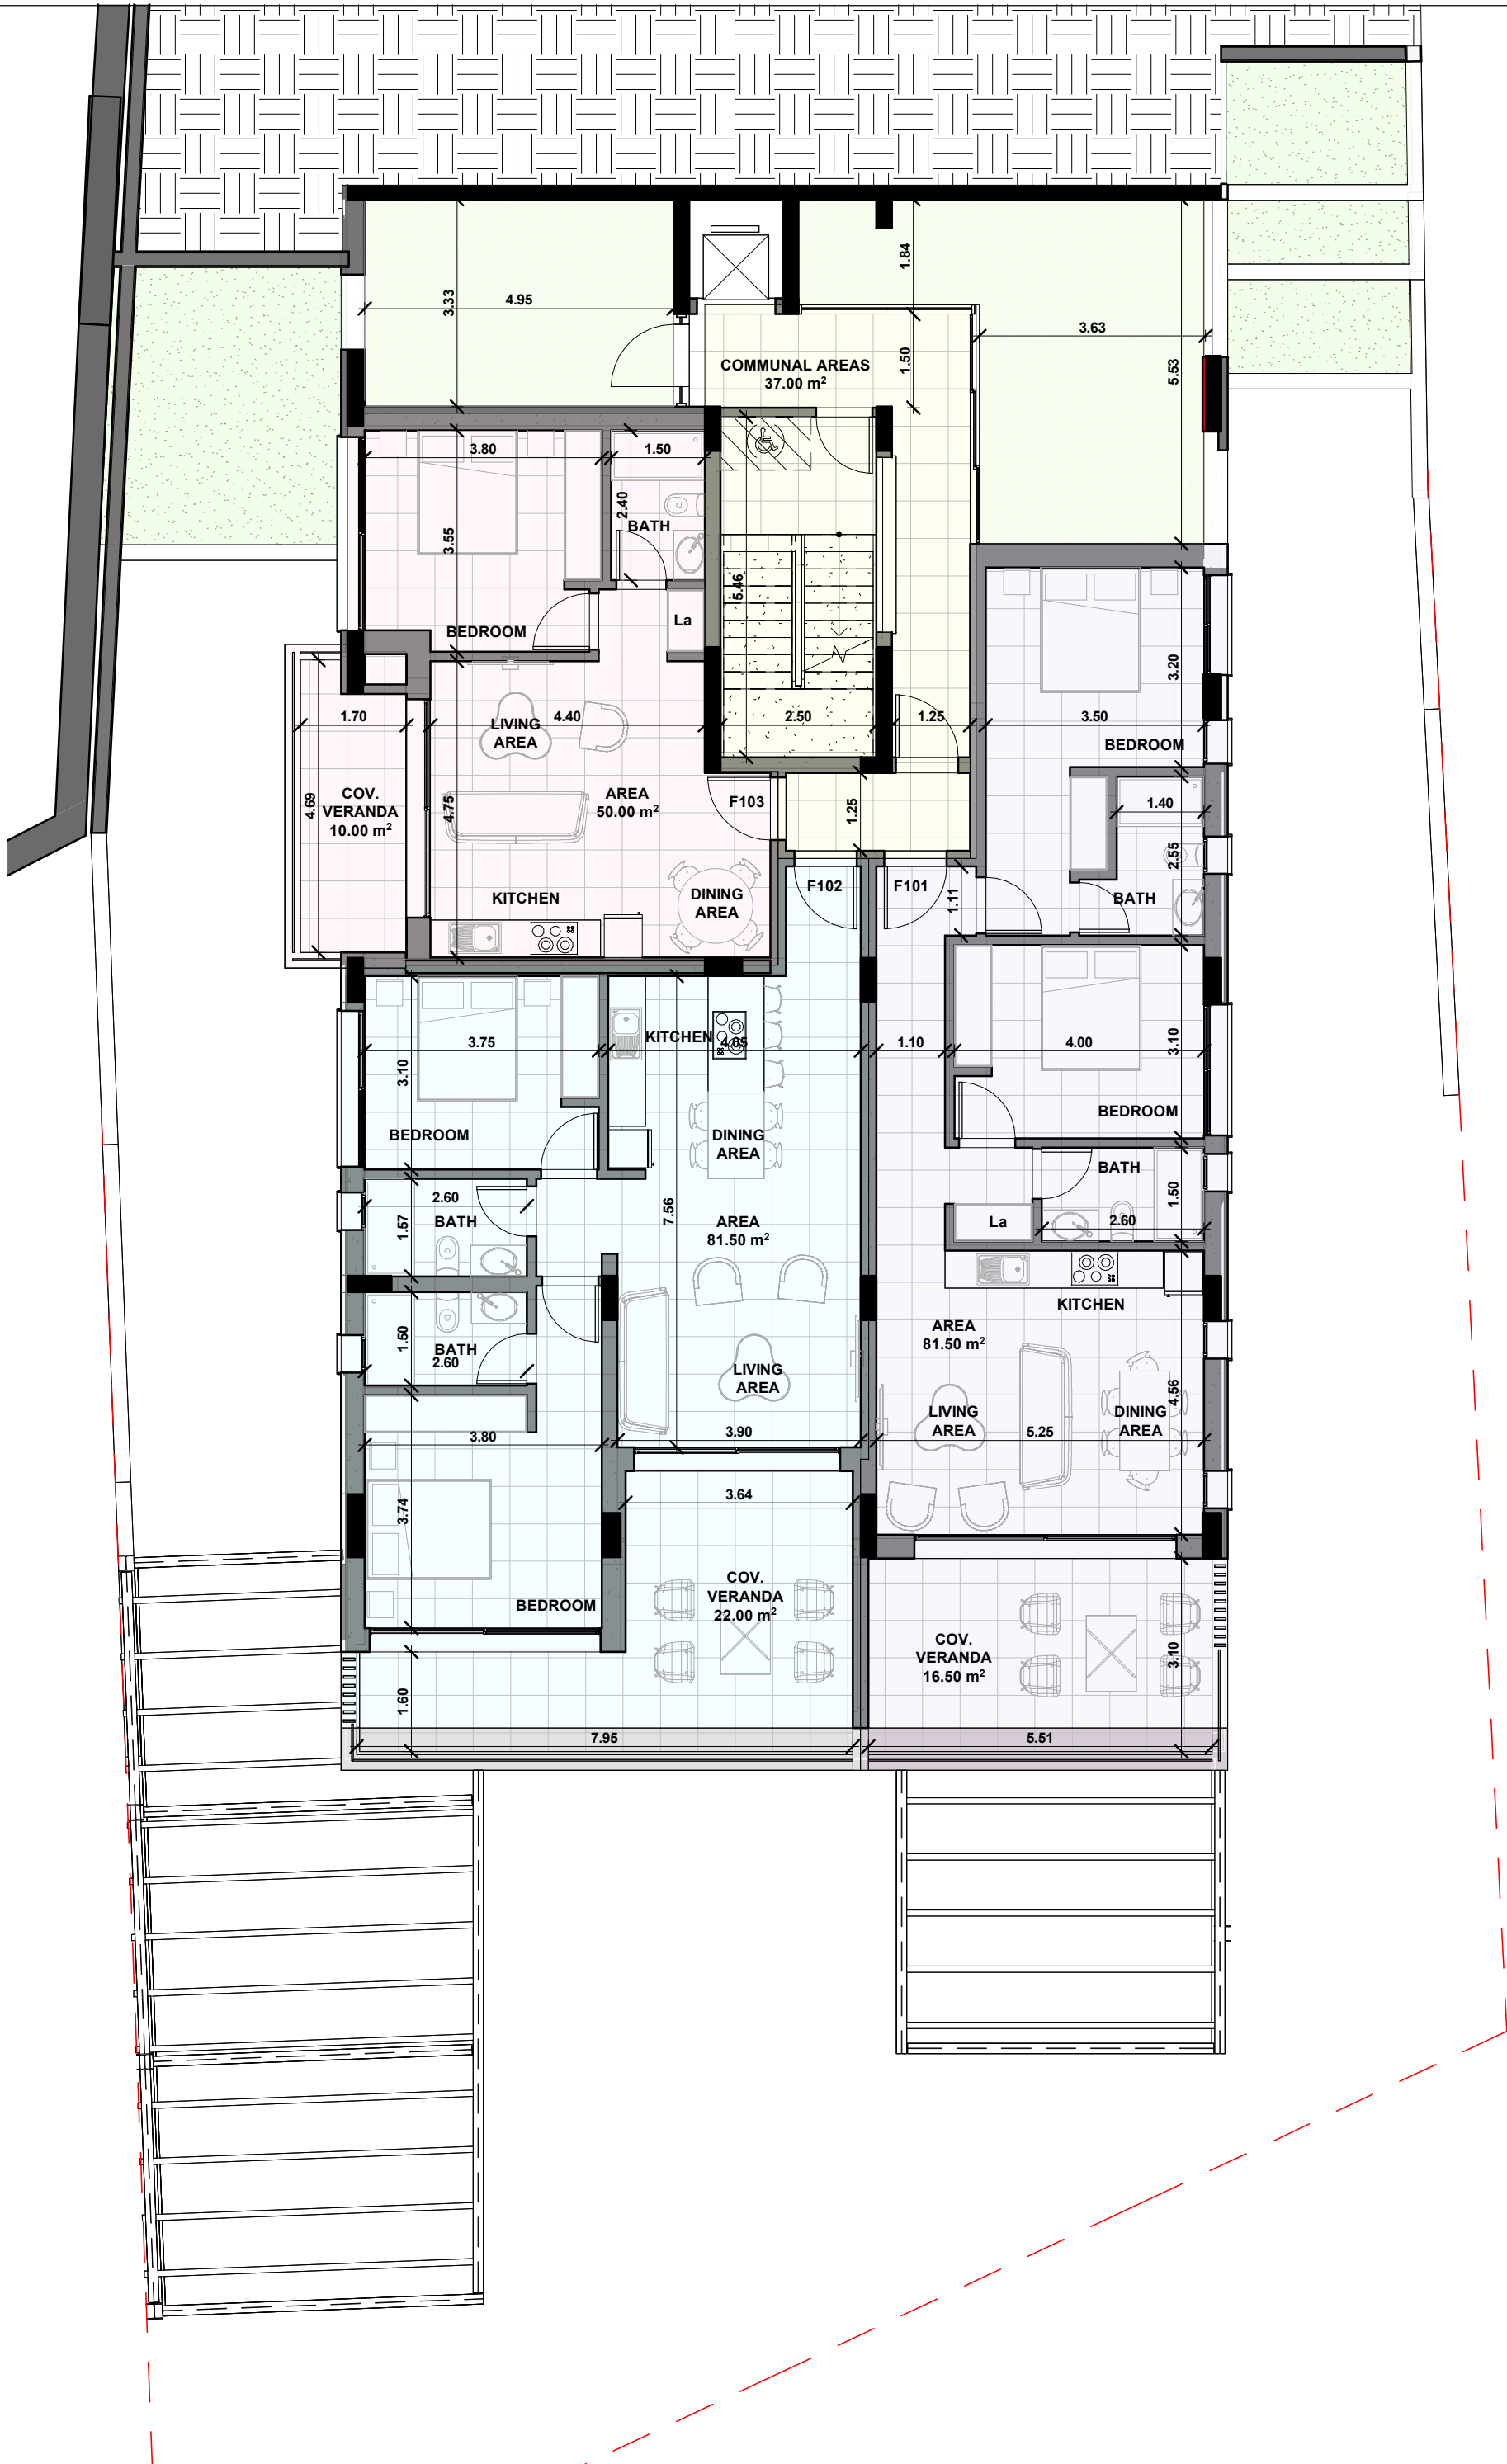 1.84
3.33
4.95
3.63
5.53
1.50
COMMUNAL AREAS
37.00 m²
3.80
1.50
2.40
BATH
3.55
5.46
La
BEDROOM
3.20
1.70
LIVING
AREA
4.40
2.50
1.25
3.50
BEDROOM
4.69
COV.
VERANDA
10.00 m²
4.75
AREA
50.00 m²
F103
1.25
1.40
2.55
KITCHEN
DINING
AREA
F102
F101
1.11
BATH
3.75
KITCHEN
4.05
1.10
4.00
3.10
3.10
BEDROOM
DINING
AREA
BEDROOM
2.60
1.57
BATH
7.56
AREA
81.50 m²
BATH
1.50
La
2.60
KITCHEN
1.50
BATH
2.60
AREA
81.50 m²
LIVING
AREA
4.56
LIVING
AREA
DINING
AREA
3.80
3.90
5.25
3.74
3.64
COV.
VERANDA
22.00 m²
BEDROOM
COV.
VERANDA
16.50 m²
3.10
1.60
7.95
5.51